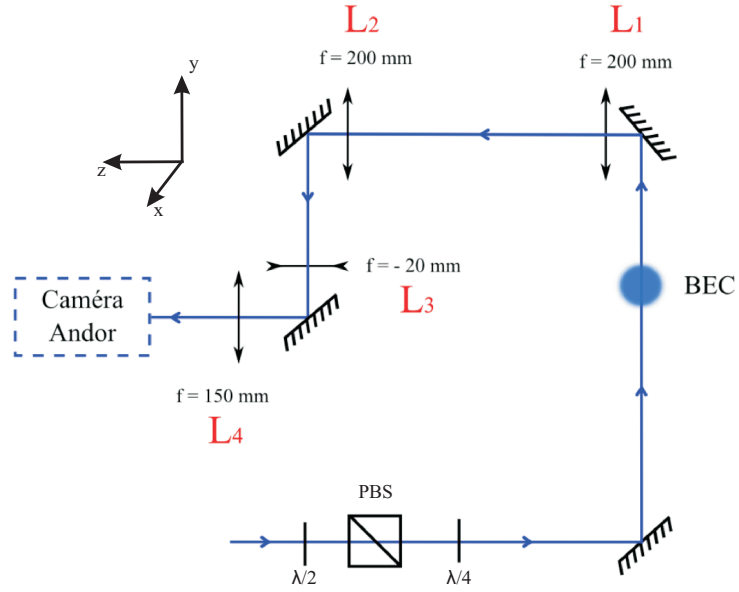 L2
L1
f = 200 mm
f = 200 mm
y
z
x
f = - 20 mm
BEC
Caméra
Andor
L3
f = 150 mm
L4
PBS
λ/2
λ/4